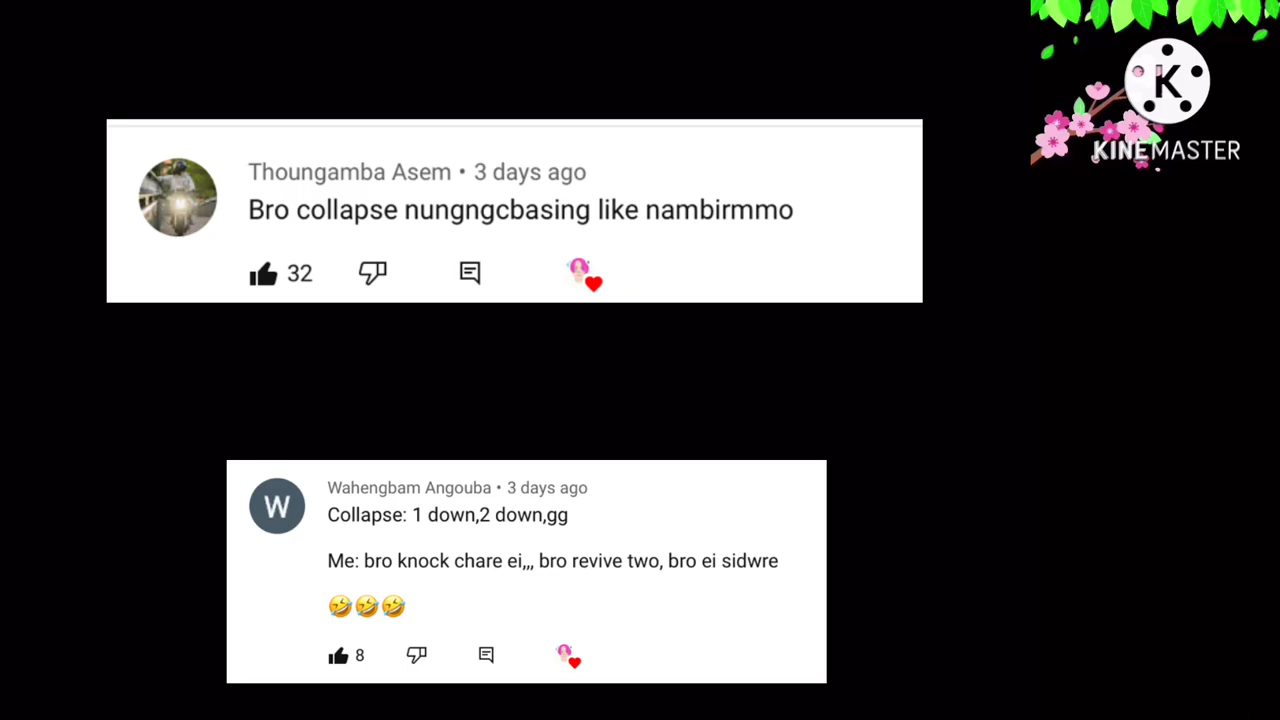 K
KINEMASTER
Thoungamba Asem • 3 days ago
Bro collapse nungngcbasing like nambirmmo
32
W
Wahengbam Angouba • 3 days ago
Collapse: 1 down,2 down,gg
Me: bro knock chare ei,,, bro revive two, bro ei sidwre
🤣🤣🤣
8